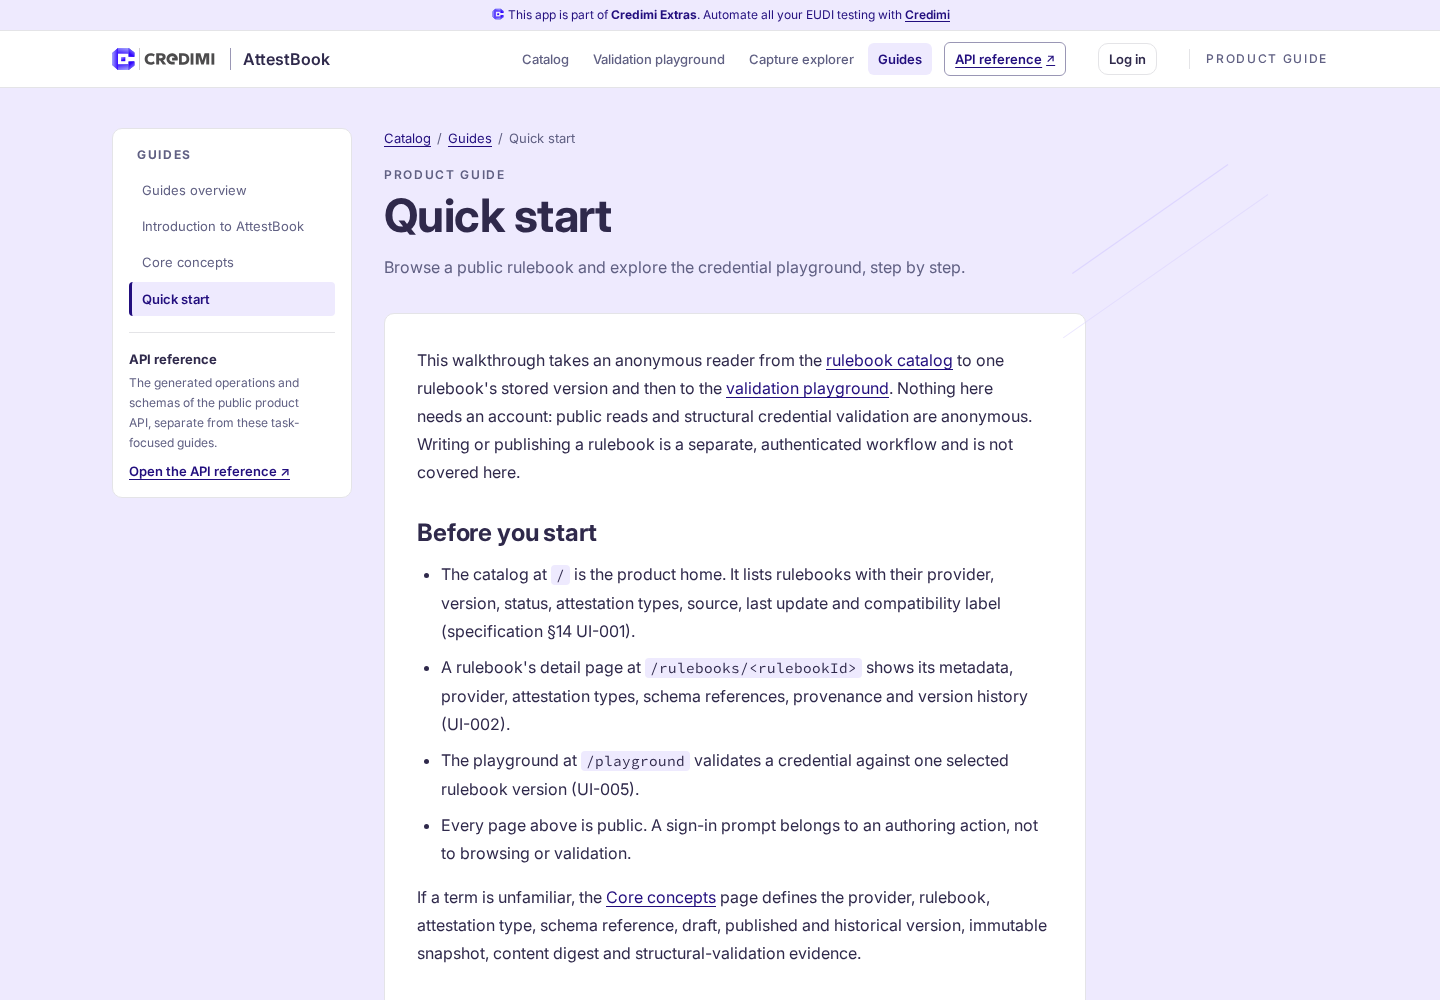 This app is part of Credimi Extras. Automate all your EUDI testing with Credimi
CREDIMI AttestBook
Catalog Validation playground Capture explorer Guides API reference ↗ Log in PRODUCT GUIDE
GUIDES
Guides overview
Introduction to AttestBook
Core concepts
Quick start
API reference
The generated operations and
schemas of the public product
API, separate from these task-
focused guides.
Open the API reference ↗
Catalog / Guides / Quick start
PRODUCT GUIDE
Quick start
Browse a public rulebook and explore the credential playground, step by step.
This walkthrough takes an anonymous reader from the rulebook catalog to one
rulebook's stored version and then to the validation playground. Nothing here
needs an account: public reads and structural credential validation are anonymous.
Writing or publishing a rulebook is a separate, authenticated workflow and is not
covered here.
Before you start
• The catalog at / is the product home. It lists rulebooks with their provider,
version, status, attestation types, source, last update and compatibility label
(specification §14 UI-001).
• A rulebook's detail page at /rulebooks/<rulebookId> shows its metadata,
provider, attestation types, schema references, provenance and version history
(UI-002).
• The playground at /playground validates a credential against one selected
rulebook version (UI-005).
• Every page above is public. A sign-in prompt belongs to an authoring action, not
to browsing or validation.
If a term is unfamiliar, the Core concepts page defines the provider, rulebook,
attestation type, schema reference, draft, published and historical version, immutable
snapshot, content digest and structural-validation evidence.